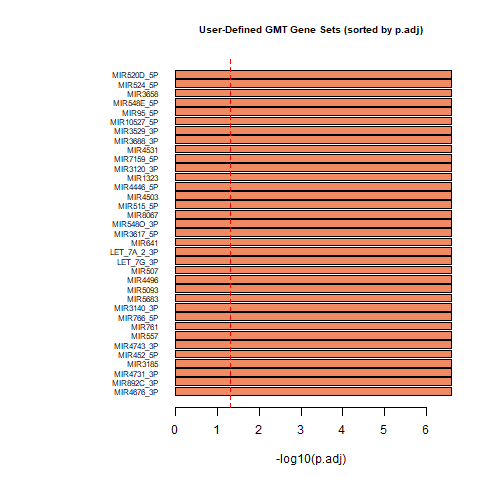 User-Defined GMT Gene Sets (sorted by p.adj)
MIR520D_5P
MIR524_5P
MIR3658
MIR548E_5P
MIR95_5P
MIR10527_5P
MIR3529_3P
MIR3668_3P
MIR4531
MIR7159_5P
MIR3120_3P
MIR1323
MIR4446_5P
MIR4503
MIR515_5P
MIR8067
MIR548O_3P
MIR3617_5P
MIR641
LET_7A_2_3P
LET_7G_3P
MIR507
MIR4496
MIR5093
MIR5683
MIR3140_3P
MIR766_5P
MIR761
MIR557
MIR4743_3P
MIR452_5P
MIR3185
MIR4731_3P
MIR892C_3P
MIR4676_3P
0 1 2 3 4 5 6
-log10(p.adj)